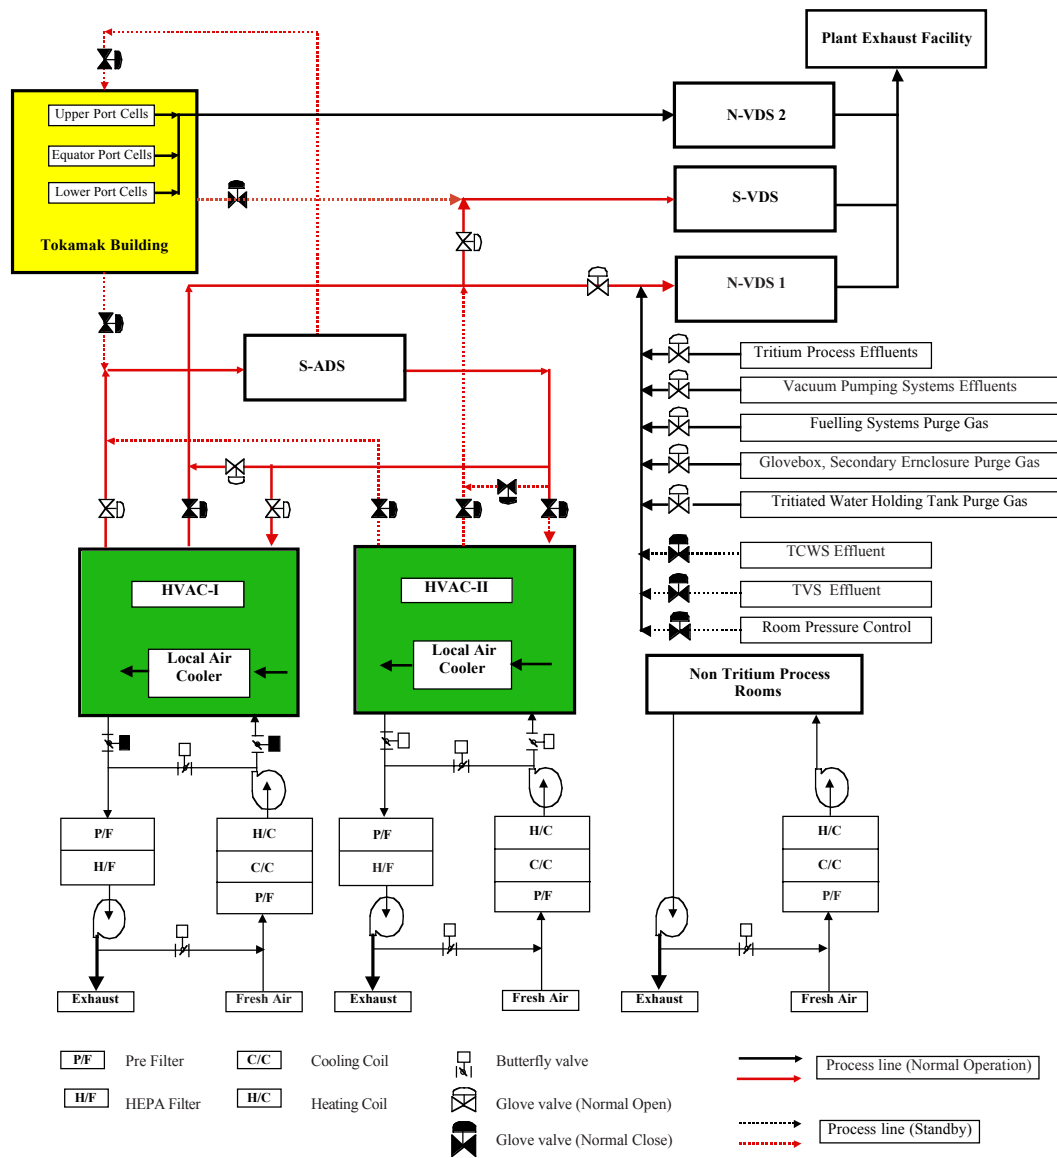 Plant Exhaust Facility
Upper Port Cells
Equator Port Cells
Lower Port Cells
Tokamak Building
N-VDS 2
S-VDS
N-VDS 1
S-ADS
Tritium Process Effluents
Vacuum Pumping Systems Effluents
Fuelling Systems Purge Gas
Glovebox, Secondary Ernclosure Purge Gas
Tritiated Water Holding Tank Purge Gas
TCWS Effluent
TVS Effluent
Room Pressure Control
HVAC-I
Local Air
Cooler
HVAC-II
Local Air
Cooler
Non Tritium Process
Rooms
P/F
H/F
H/C
C/C
P/F
P/F
H/F
H/C
C/C
P/F
H/C
C/C
P/F
Exhaust
Fresh Air
Exhaust
Fresh Air
Exhaust
Fresh Air
P/F
Pre Filter
C/C
Cooling Coil
Butterfly valve
Process line (Normal Operation)
H/F
HEPA Filter
H/C
Heating Coil
Glove valve (Normal Open)
Glove valve (Normal Close)
Process line (Standby)